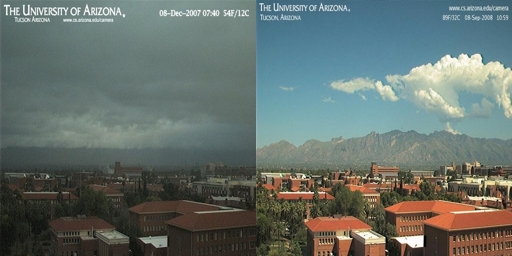 THE UNIVERSITY OF ARIZONA.
TUCSON ARIZONA www.cs.arizona.edu/camera
08-Dec-2007 07:40 54F/12C
THE UNIVERSITY OF ARIZONA.
TUCSON, ARIZONA
www.cs.arizona.edu/camera
89F/32C 08-Sep-2008 10:59